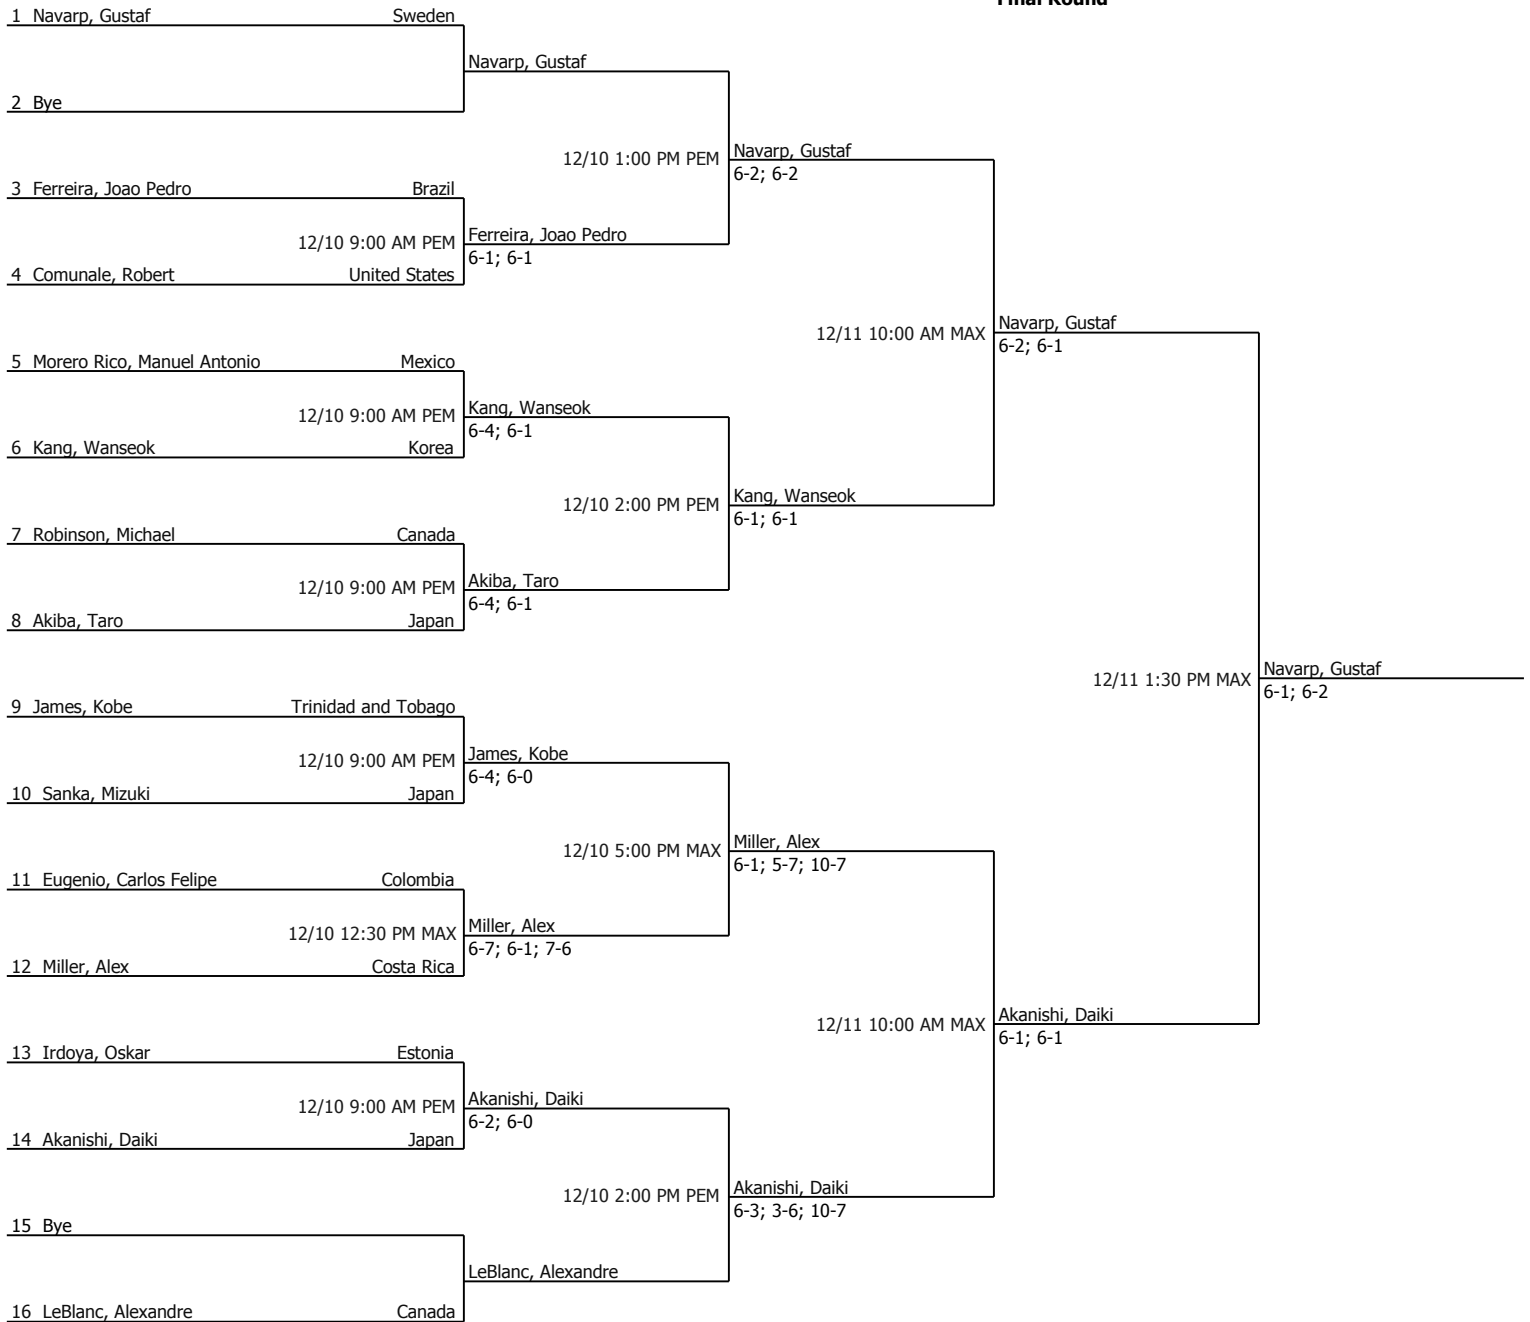 Final Round
1 Navarp, Gustaf Sweden
Navarp, Gustaf
2 Bye
12/10 1:00 PM PEM Navarp, Gustaf
6-2; 6-2
3 Ferreira, Joao Pedro Brazil
12/10 9:00 AM PEM Ferreira, Joao Pedro
6-1; 6-1
4 Comunale, Robert United States
12/11 10:00 AM MAX Navarp, Gustaf
6-2; 6-1
5 Morero Rico, Manuel Antonio Mexico
12/10 9:00 AM PEM Kang, Wanseok
6-4; 6-1
6 Kang, Wanseok Korea
12/10 2:00 PM PEM Kang, Wanseok
6-1; 6-1
7 Robinson, Michael Canada
12/10 9:00 AM PEM Akiba, Taro
6-4; 6-1
8 Akiba, Taro Japan
12/11 1:30 PM MAX Navarp, Gustaf
6-1; 6-2
9 James, Kobe Trinidad and Tobago
12/10 9:00 AM PEM James, Kobe
6-4; 6-0
10 Sanka, Mizuki Japan
12/10 5:00 PM MAX Miller, Alex
6-1; 5-7; 10-7
11 Eugenio, Carlos Felipe Colombia
12/10 12:30 PM MAX Miller, Alex
6-7; 6-1; 7-6
12 Miller, Alex Costa Rica
12/11 10:00 AM MAX Akanishi, Daiki
6-1; 6-1
13 Irdoya, Oskar Estonia
12/10 9:00 AM PEM Akanishi, Daiki
6-2; 6-0
14 Akanishi, Daiki Japan
12/10 2:00 PM PEM Akanishi, Daiki
6-3; 3-6; 10-7
15 Bye
LeBlanc, Alexandre
16 LeBlanc, Alexandre Canada